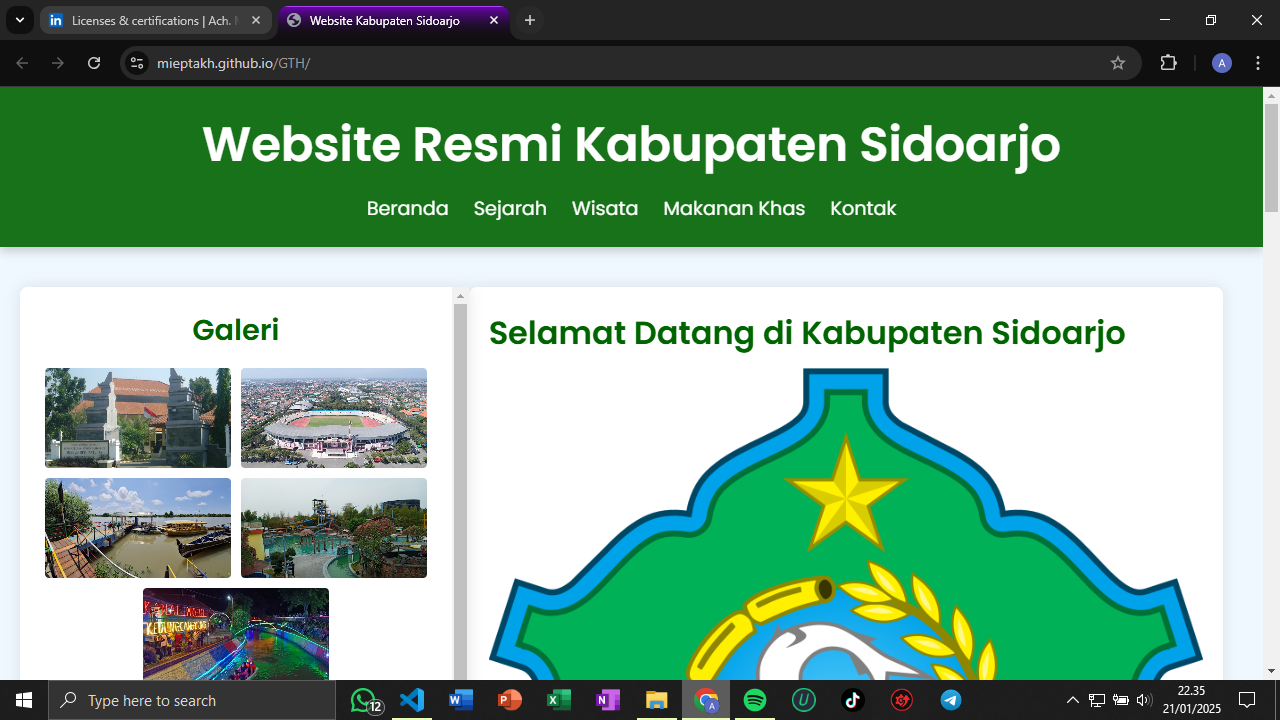 Licenses & certifications | Ach. M
Website Kabupaten Sidoarjo
mieptakh.github.io/GTH/
A
Website Resmi Kabupaten Sidoarjo
Beranda Sejarah Wisata Makanan Khas Kontak
Galeri
Selamat Datang di Kabupaten Sidoarjo
Type here to search
12
22.35
21/01/2025